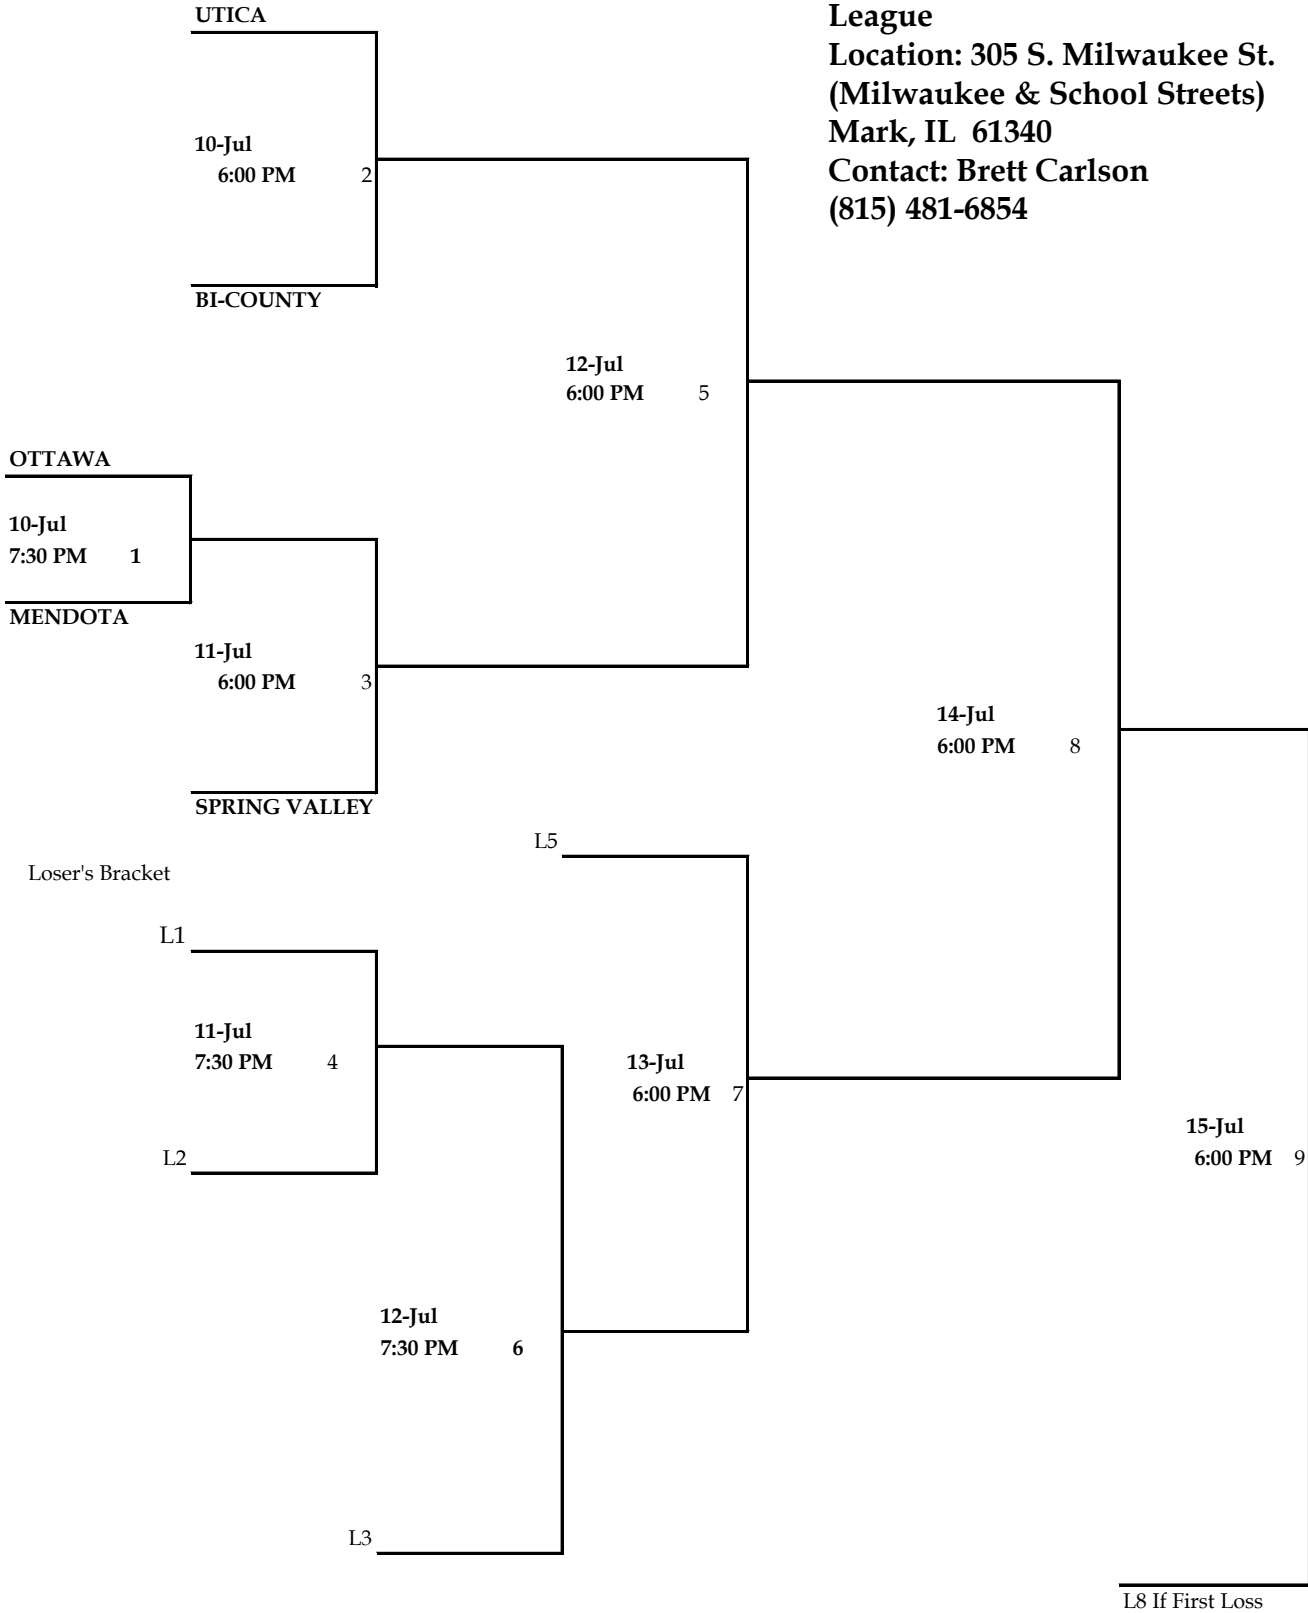 UTICA
League
Location: 305 S. Milwaukee St.
(Milwaukee & School Streets)
Mark, IL  61340
Contact: Brett Carlson
(815) 481-6854
10-Jul
6:00 PM 2
BI-COUNTY
12-Jul
6:00 PM 5
OTTAWA
10-Jul
7:30 PM 1
MENDOTA
11-Jul
6:00 PM 3
14-Jul
6:00 PM 8
SPRING VALLEY
L5
Loser's Bracket
L1
11-Jul
7:30 PM 4
13-Jul
6:00 PM 7
15-Jul
6:00 PM 9
L2
12-Jul
7:30 PM 6
L3
L8 If First Loss